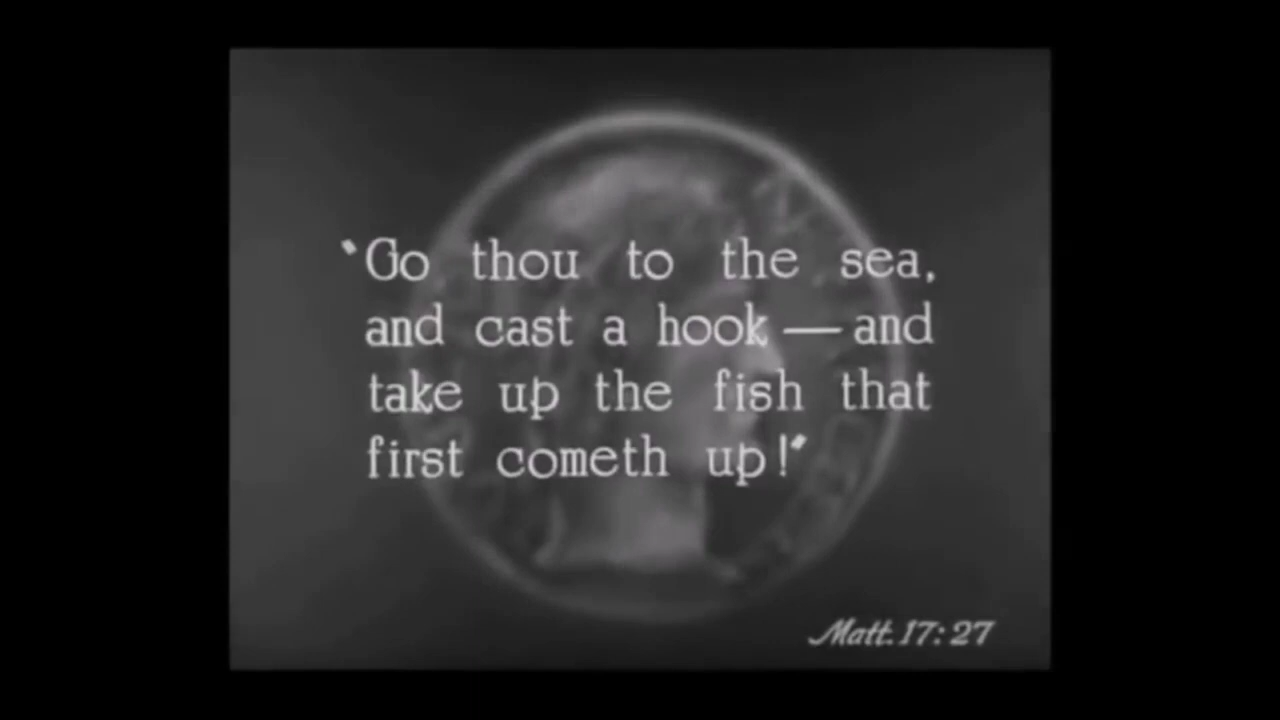 "Go thou to the sea,
and cast a hook — and
take up the fish that
first cometh up!"
Matt. 17:27